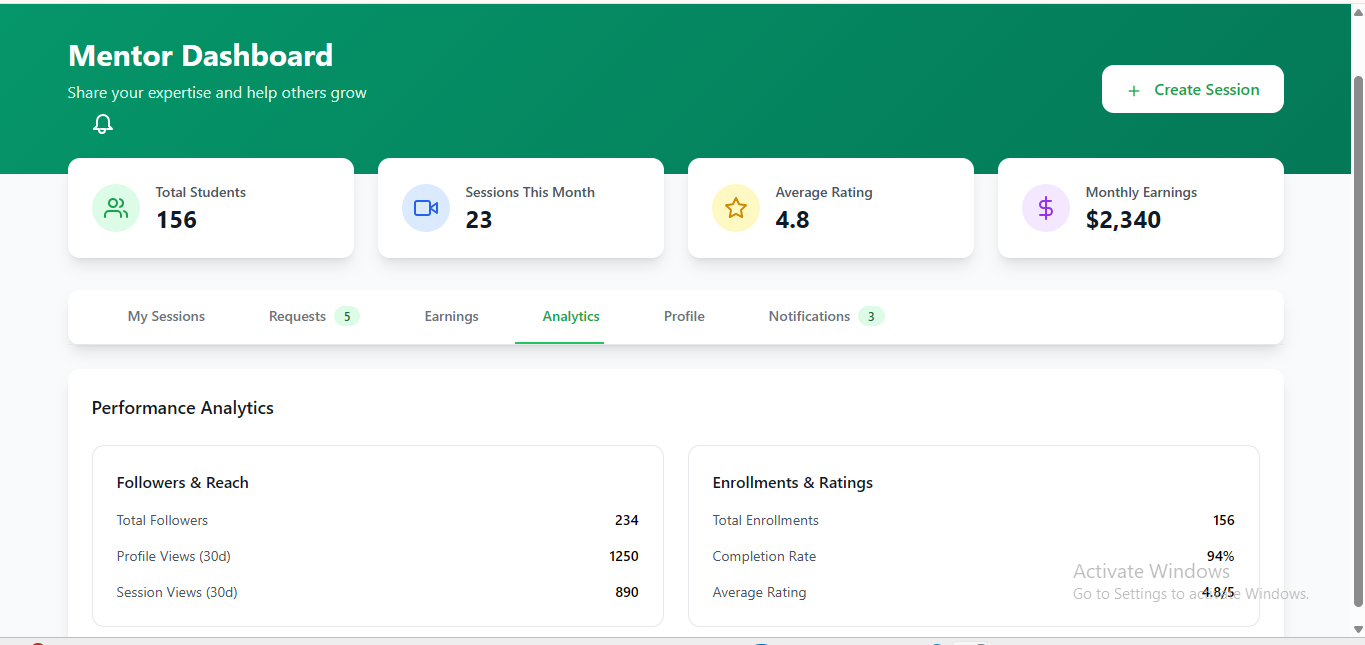 Mentor Dashboard
Share your expertise and help others grow
+ Create Session
Total Students
156
Sessions This Month
23
Average Rating
4.8
Monthly Earnings
$2,340
My Sessions
Requests 5
Earnings
Analytics
Profile
Notifications 3
Performance Analytics
Followers & Reach
Total Followers 234
Profile Views (30d) 1250
Session Views (30d) 890
Enrollments & Ratings
Total Enrollments 156
Completion Rate 94%
Average Rating 4.8/5
Activate Windows
Go to Settings to activate Windows.